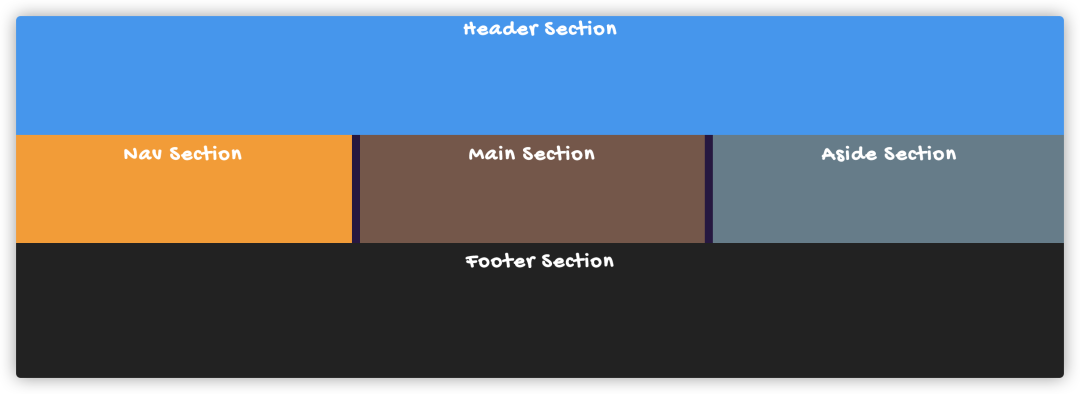 Header Section
Nav Section
Main Section
Aside Section
Footer Section